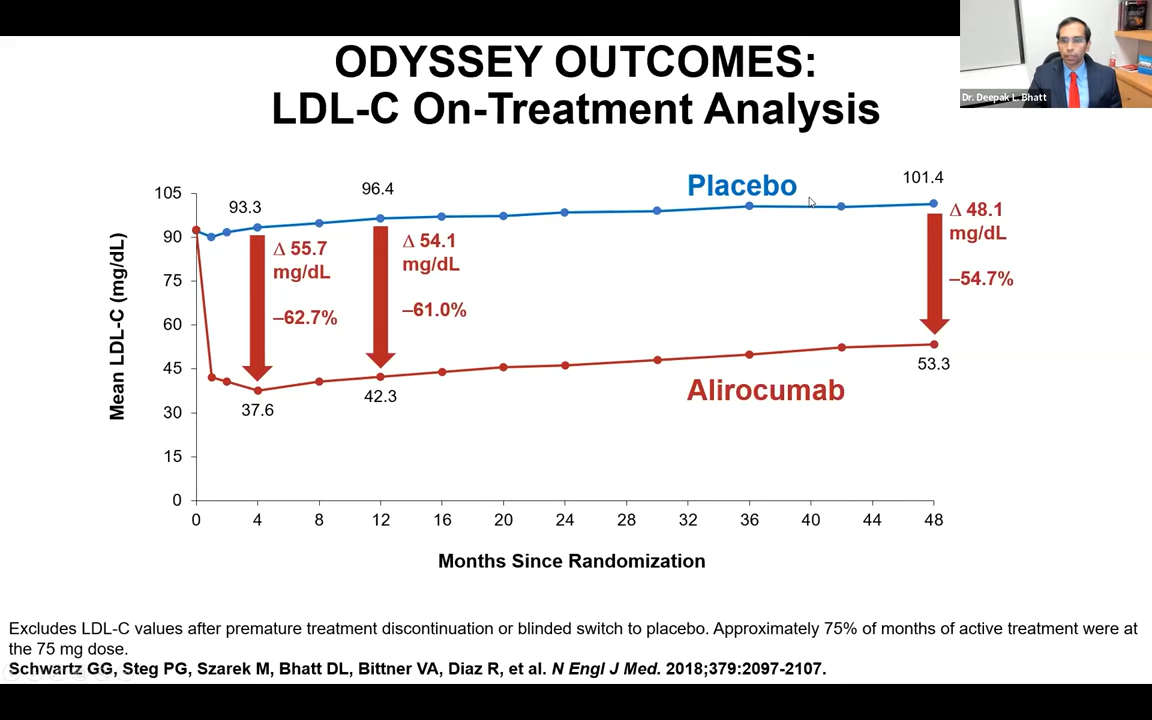 ODYSSEY OUTCOMES:
LDL-C On-Treatment Analysis
Dr. Deepak L. Bhatt
Mean LDL-C (mg/dL)
105
90
75
60
45
30
15
0
93.3
96.4
Placebo
101.4
Δ 55.7
mg/dL
–62.7%
Δ 54.1
mg/dL
–61.0%
Δ 48.1
mg/dL
–54.7%
37.6
42.3
Alirocumab
53.3
0 4 8 12 16 20 24 28 32 36 40 44 48
Months Since Randomization
Excludes LDL-C values after premature treatment discontinuation or blinded switch to placebo. Approximately 75% of months of active treatment were at
the 75 mg dose.
Schwartz GG, Steg PG, Szarek M, Bhatt DL, Bittner VA, Diaz R, et al. N Engl J Med. 2018;379:2097-2107.